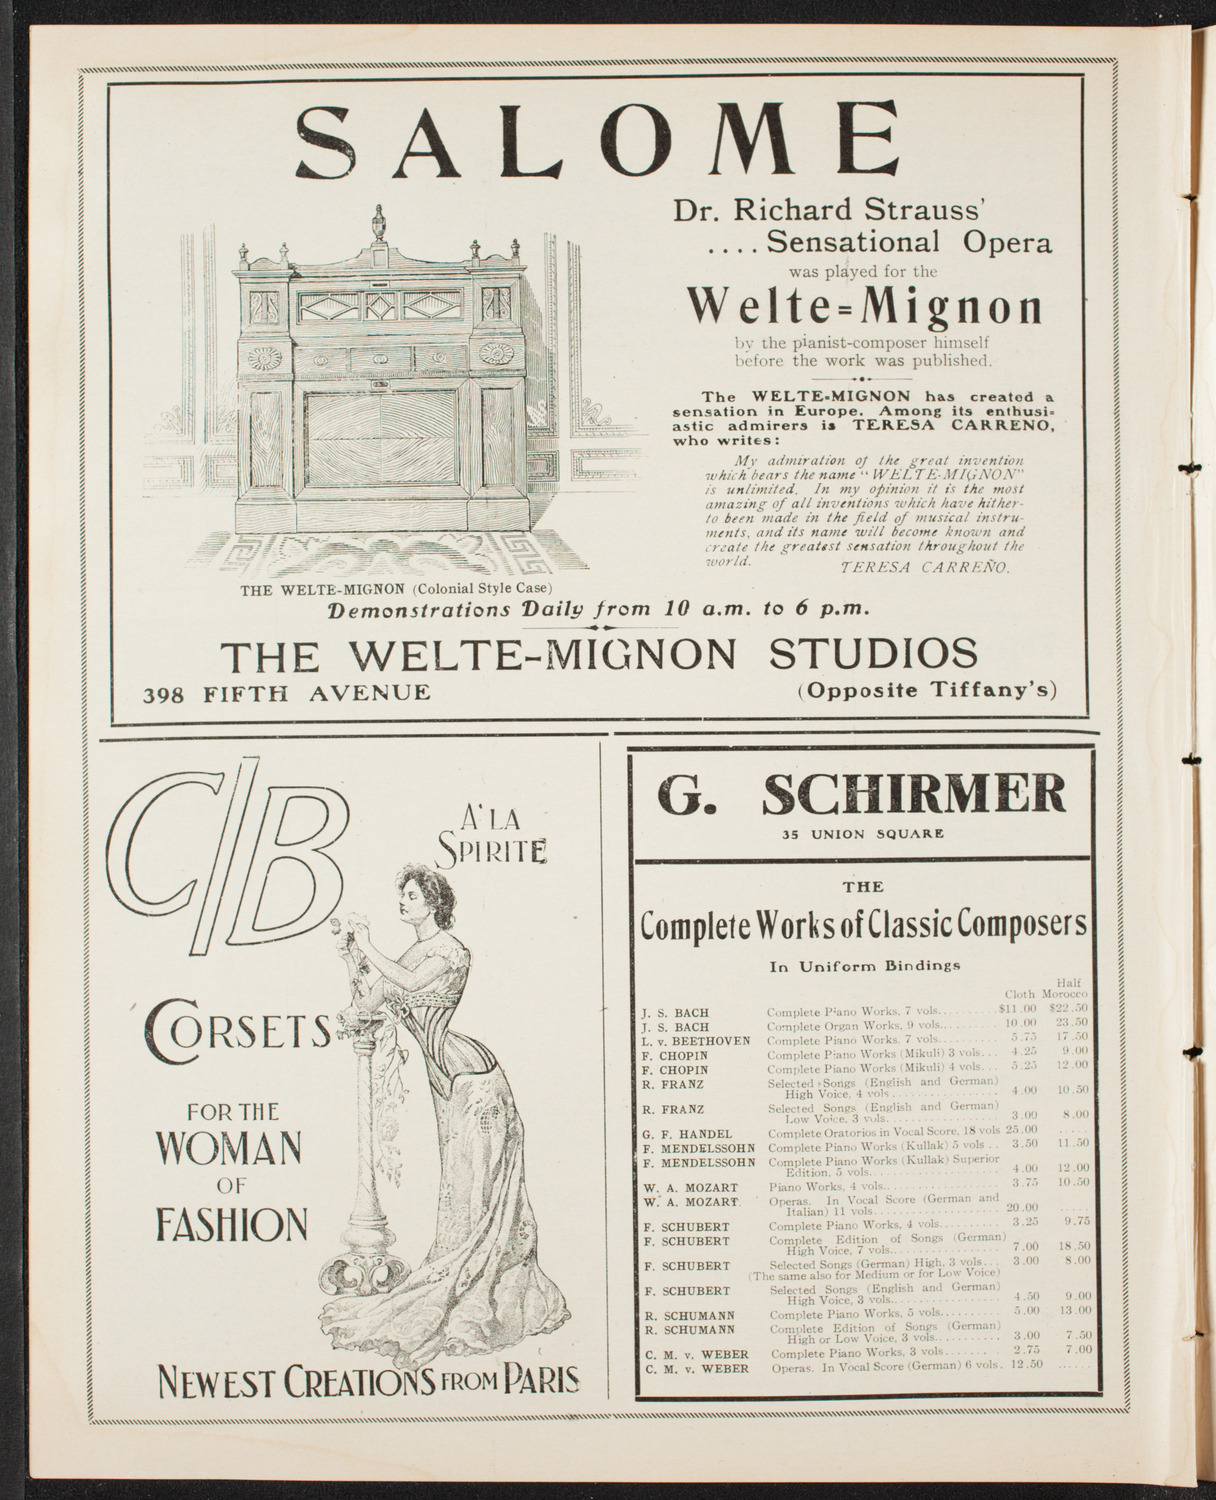 SALOME
Dr. Richard Strauss'
....Sensational Opera
was played for the
Welte=Mignon
by the pianist-composer himself
before the work was published.
The WELTE=MIGNON has created a
sensation in Europe. Among its enthusi=
astic admirers is TERESA CARRENO,
who writes:
My admiration of the great invention
which bears the name "WELTE-MIGNON"
is unlimited. In my opinion it is the most
amazing of all inventions which have hither-
to been made in the field of musical instru-
ments, and its name will become known and
create the greatest sensation throughout the
world. TERESA CARREÑO.
THE WELTE-MIGNON (Colonial Style Case)
Demonstrations Daily from 10 a.m. to 6 p.m.
THE WELTE-MIGNON STUDIOS
398 FIFTH AVENUE (Opposite Tiffany's)
C/B
A' LA
SPIRITE
CORSETS
FOR THE
WOMAN
OF
FASHION
NEWEST CREATIONS FROM PARIS
G. SCHIRMER
35 UNION SQUARE
THE
Complete Works of Classic Composers
In Uniform Bindings
Half
Cloth Morocco
J. S. BACH Complete Piano Works, 7 vols......... $11.00 $22.50
J. S. BACH Complete Organ Works, 9 vols......... 10.00 23.50
L. v. BEETHOVEN Complete Piano Works, 7 vols.......... 5.75 17.50
F. CHOPIN Complete Piano Works (Mikuli) 3 vols... 4.25 9.00
F. CHOPIN Complete Piano Works (Mikuli) 4 vols... 5.25 12.00
R. FRANZ Selected Songs (English and German)
High Voice, 4 vols.................. 4.00 10.50
R. FRANZ Selected Songs (English and German)
Low Voice, 3 vols.................. 3.00 8.00
G. F. HANDEL Complete Oratorios in Vocal Score, 18 vols 25.00 .....
F. MENDELSSOHN Complete Piano Works (Kullak) 5 vols .. 3.50 11.50
F. MENDELSSOHN Complete Piano Works (Kullak) Superior
Edition, 5 vols.................... 4.00 12.00
W. A. MOZART Piano Works, 4 vols.................. 3.75 10.50
W. A. MOZART. Operas. In Vocal Score (German and
Italian) 11 vols.................... 20.00 .....
F. SCHUBERT Complete Piano Works, 4 vols.......... 3.25 9.75
F. SCHUBERT Complete Edition of Songs (German)
High Voice, 7 vols.................. 7.00 18.50
F. SCHUBERT Selected Songs (German) High, 3 vols... 3.00 8.00
(The same also for Medium or for Low Voice)
F. SCHUBERT Selected Songs (English and German)
High Voice, 3 vols.................. 4.50 9.00
R. SCHUMANN Complete Piano Works, 5 vols.......... 5.00 13.00
R. SCHUMANN Complete Edition of Songs (German)
High or Low Voice, 3 vols........... 3.00 7.50
C. M. v. WEBER Complete Piano Works, 3 vols......... 2.75 7.00
C. M. v. WEBER Operas. In Vocal Score (German) 6 vols. 12.50 ......